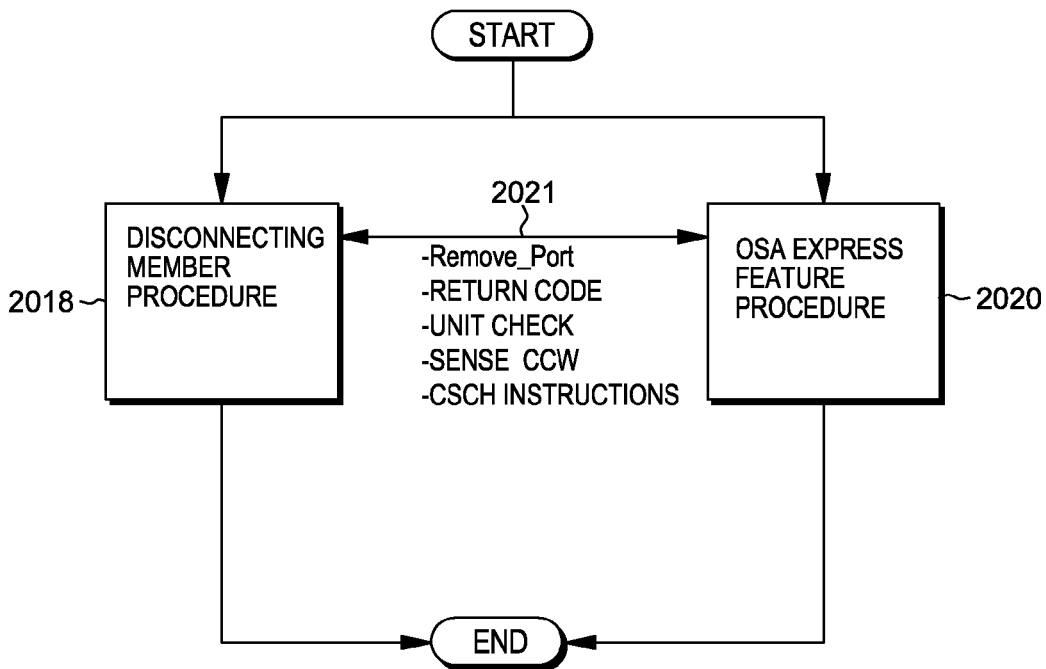 START
2021
DISCONNECTING
MEMBER
PROCEDURE
2018
-Remove_Port
-RETURN CODE
-UNIT CHECK
-SENSE CCW
-CSCH INSTRUCTIONS
OSA EXPRESS
FEATURE
PROCEDURE
2020
END